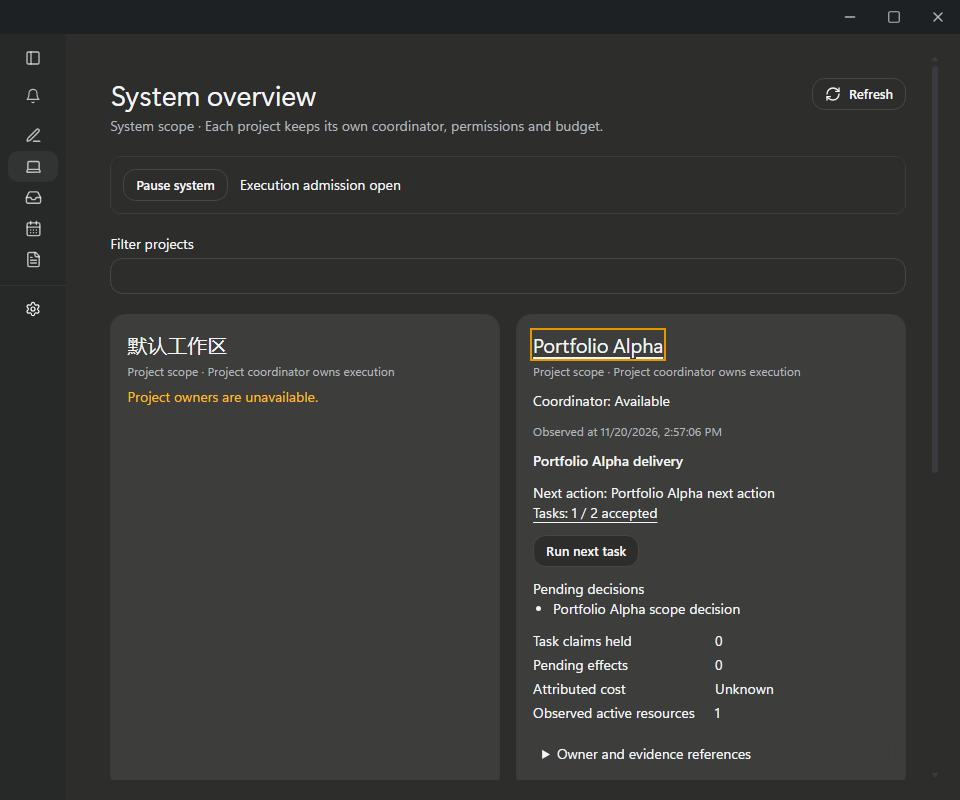 System overview
Refresh
System scope · Each project keeps its own coordinator, permissions and budget.
Pause system
Execution admission open
Filter projects
默认工作区
Project scope · Project coordinator owns execution
Project owners are unavailable.
Portfolio Alpha
Project scope · Project coordinator owns execution
Coordinator: Available
Observed at 11/20/2026, 2:57:06 PM
Portfolio Alpha delivery
Next action: Portfolio Alpha next action
Tasks: 1 / 2 accepted
Run next task
Pending decisions
• Portfolio Alpha scope decision
Task claims held 0
Pending effects 0
Attributed cost Unknown
Observed active resources 1
Owner and evidence references